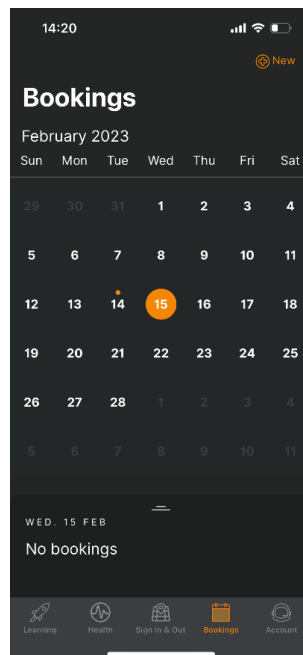 14:20
New
Bookings
February 2023
Sun Mon Tue Wed Thu Fri Sat
29 30 31 1 2 3 4
5 6 7 8 9 10 11
12 13 14 15 16 17 18
19 20 21 22 23 24 25
26 27 28 1 2 3 4
5 6 7 8 9 10 11
WED. 15 FEB
No bookings
Learning Health Sign In & Out Bookings Account